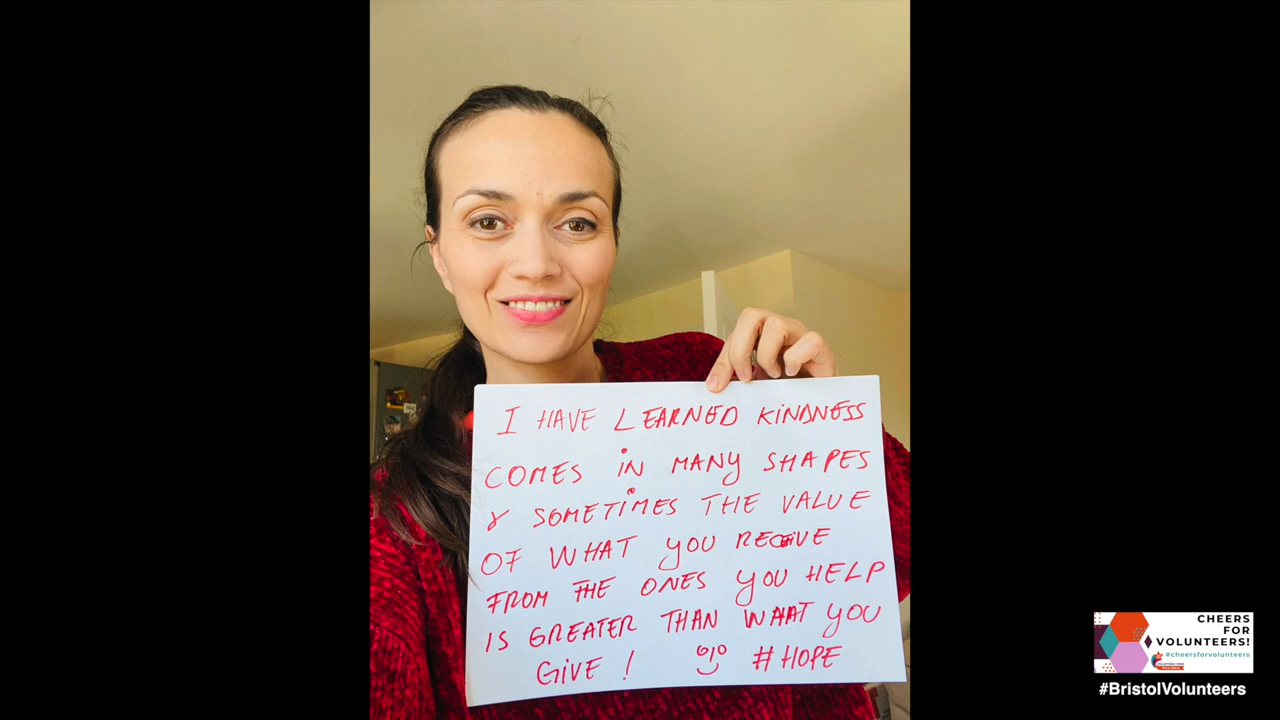 I HAVE LEARNED KINDNESS
COMES IN MANY SHAPES
& SOMETIMES THE VALUE
OF WHAT YOU RECEIVE
FROM THE ONES YOU HELP
IS GREATER THAN WHAT YOU
GIVE! #HOPE
CHEERS
FOR
VOLUNTEERS!
#cheersforvolunteers
#BristolVolunteers